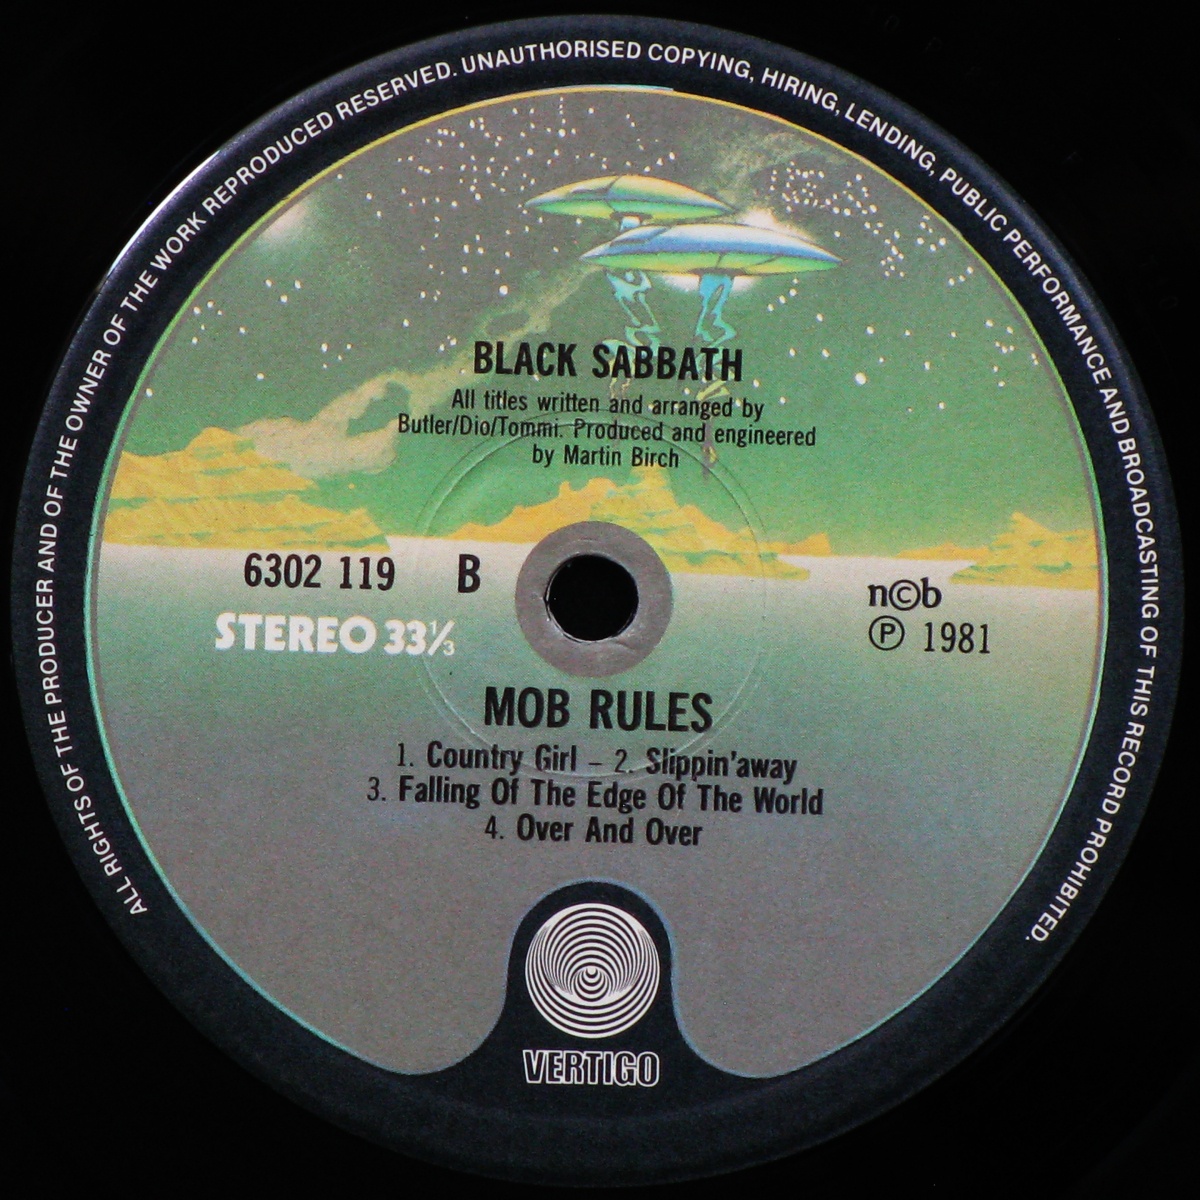 ALL RIGHTS OF THE PRODUCER AND OF THE OWNER OF THE WORK REPRODUCED RESERVED. UNAUTHORISED COPYING, HIRING, LENDING, PUBLIC PERFORMANCE AND BROADCASTING OF THIS RECORD PROHIBITED.
BLACK SABBATH
All titles written and arranged by
Butler/Dio/Tommi. Produced and engineered
by Martin Birch
6302 119 B
STEREO 33⅓
n©b
℗ 1981
MOB RULES
1. Country Girl – 2. Slippin'away
3. Falling Of The Edge Of The World
4. Over And Over
VERTIGO